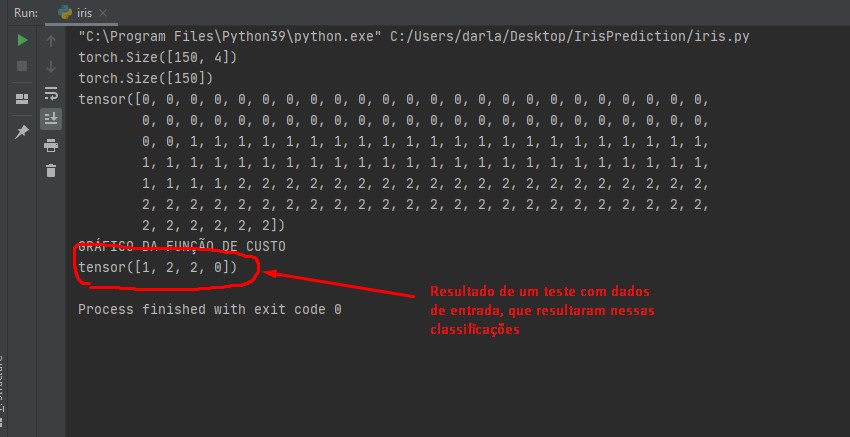 Run:
iris
"C:\Program Files\Python39\python.exe" C:/Users/darla/Desktop/IrisPrediction/iris.py
torch.Size([150, 4])
torch.Size([150])
tensor([0, 0, 0, 0, 0, 0, 0, 0, 0, 0, 0, 0, 0, 0, 0, 0, 0, 0, 0, 0, 0, 0, 0, 0,
0, 0, 0, 0, 0, 0, 0, 0, 0, 0, 0, 0, 0, 0, 0, 0, 0, 0, 0, 0, 0, 0, 0, 0,
0, 0, 1, 1, 1, 1, 1, 1, 1, 1, 1, 1, 1, 1, 1, 1, 1, 1, 1, 1, 1, 1, 1, 1,
1, 1, 1, 1, 1, 1, 1, 1, 1, 1, 1, 1, 1, 1, 1, 1, 1, 1, 1, 1, 1, 1, 1, 1,
1, 1, 1, 1, 2, 2, 2, 2, 2, 2, 2, 2, 2, 2, 2, 2, 2, 2, 2, 2, 2, 2, 2, 2,
2, 2, 2, 2, 2, 2, 2, 2, 2, 2, 2, 2, 2, 2, 2, 2, 2, 2, 2, 2, 2, 2, 2, 2,
2, 2, 2, 2, 2, 2])
GRÁFICO DA FUNÇÃO DE CUSTO
tensor([1, 2, 2, 0])
Resultado de um teste com dados
de entrada, que resultaram nessas
classificações
Process finished with exit code 0